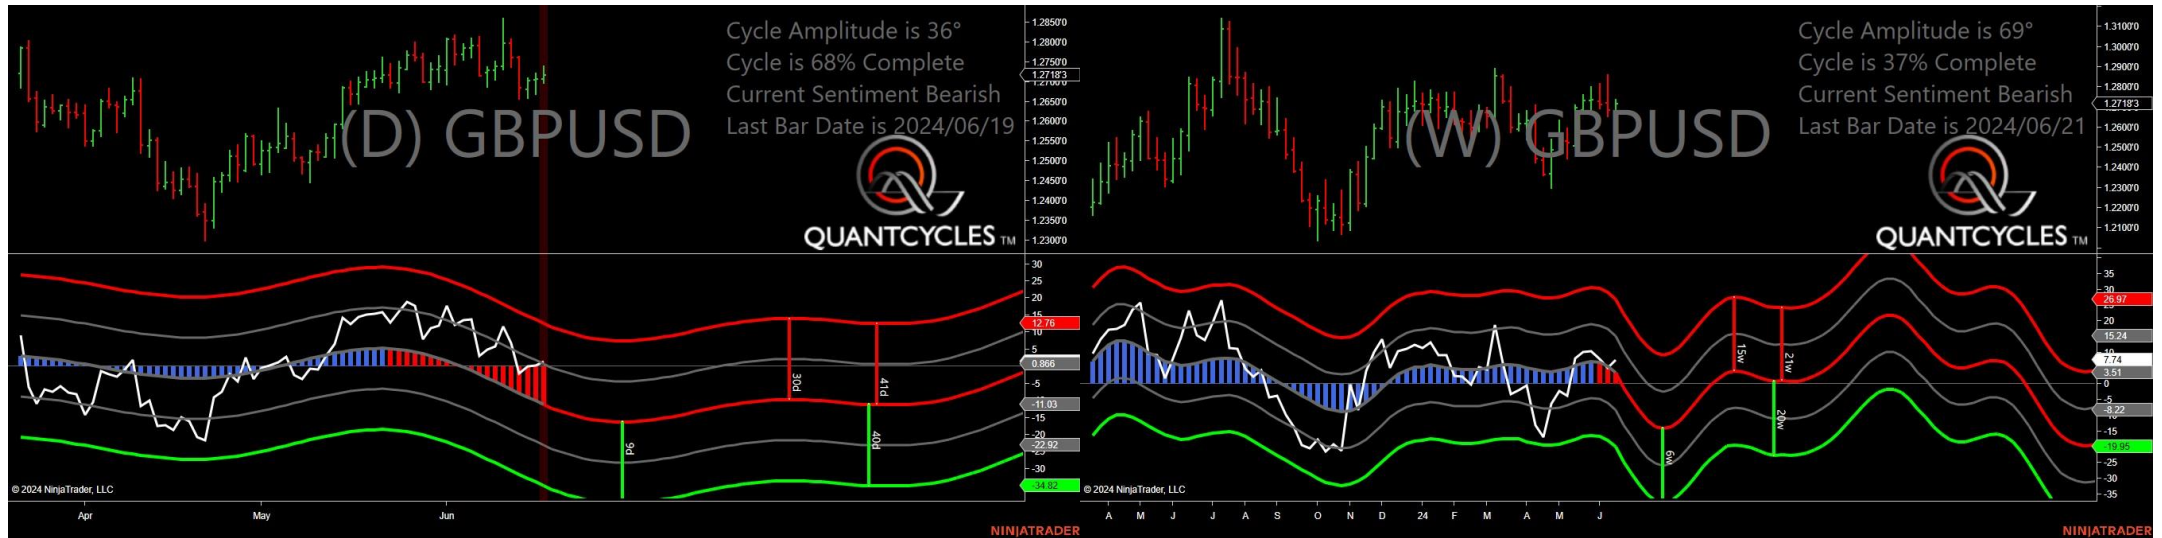 Cycle Amplitude is 36°
Cycle is 68% Complete
Current Sentiment Bearish
Last Bar Date is 2024/06/19
(D) GBPUSD
QUANTCYCLES TM
1.2850'0
1.2800'0
1.2750'0
1.2718'3
1.2700'0
1.2650'0
1.2600'0
1.2550'0
1.2500'0
1.2450'0
1.2400'0
1.2350'0
1.2300'0
30
25
20
15
12.76
10
5
0.866
-5
-11.03
-15
-20
-22.92
-25
-30
-34.82
9d
30d
41d
40d
© 2024 NinjaTrader, LLC
Apr May Jun
NINJATRADER
Cycle Amplitude is 69°
Cycle is 37% Complete
Current Sentiment Bearish
Last Bar Date is 2024/06/21
(W) GBPUSD
QUANTCYCLES TM
1.3100'0
1.3000'0
1.2900'0
1.2800'0
1.2718'3
1.2600'0
1.2500'0
1.2400'0
1.2300'0
1.2200'0
1.2100'0
35
30
26.97
20
15.24
10
7.74
3.51
0
-5
-8.22
-15
-19.95
-25
-30
-35
6w
15w
21w
20w
© 2024 NinjaTrader, LLC
A M J J A S O N D 24 F M A M J
NINJATRADER